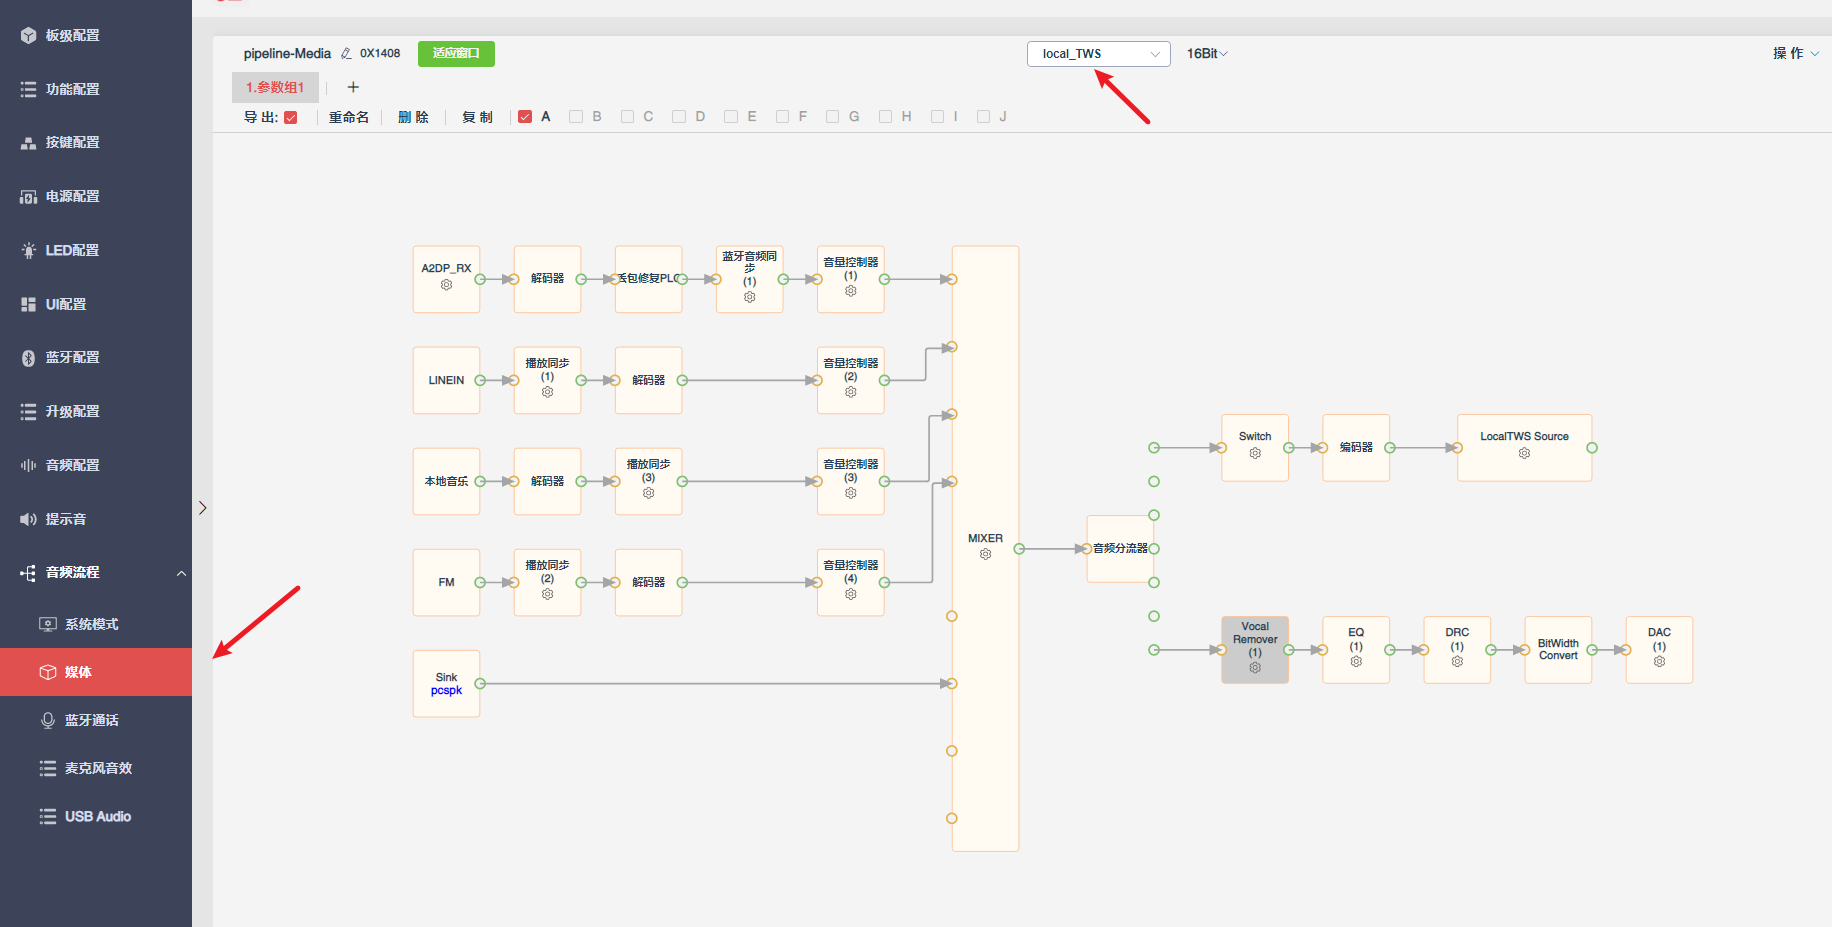 板级配置
功能配置
按键配置
电源配置
LED配置
UI配置
蓝牙配置
升级配置
音频配置
提示音
音频流程
系统模式
媒体
蓝牙通话
麦克风音效
USB Audio
pipeline-Media 0X1408 适应窗口 local_TWS 16Bit 操 作
1.参数组1 +
导 出: 重命名 删 除 复 制 A B C D E F G H I J
A2DP_RX
解码器
丢包修复PLC
蓝牙音频同
步
(1)
音量控制器
(1)
LINEIN
播放同步
(1)
解码器
音量控制器
(2)
本地音乐
解码器
播放同步
(3)
音量控制器
(3)
FM
播放同步
(2)
解码器
音量控制器
(4)
Sink
pcspk
MIXER
音频分流器
Switch
编码器
LocalTWS Source
Vocal
Remover
(1)
EQ
(1)
DRC
(1)
BitWidth
Convert
DAC
(1)